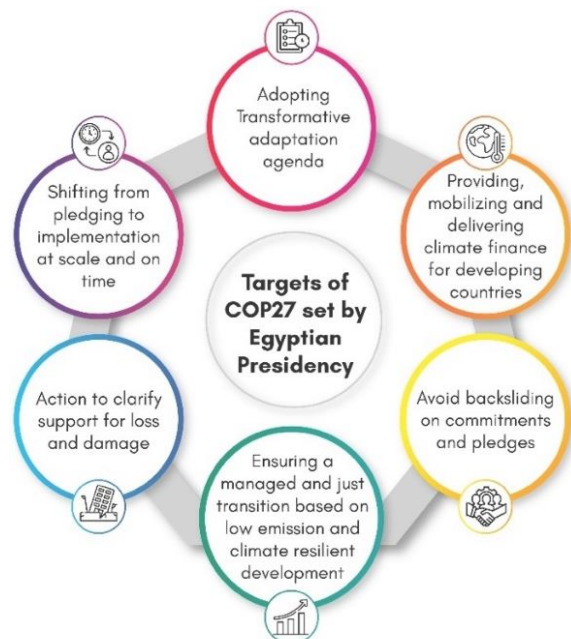 Adopting
Transformative
adaptation
agenda
Shifting from
pledging to
implementation
at scale and on
time
Providing,
mobilizing and
delivering
climate finance
for developing
countries
Targets of
COP27 set by
Egyptian
Presidency
Action to clarify
support for loss
and damage
Avoid backsliding
on commitments
and pledges
Ensuring a
managed and just
transition based on
low emission and
climate resilient
development